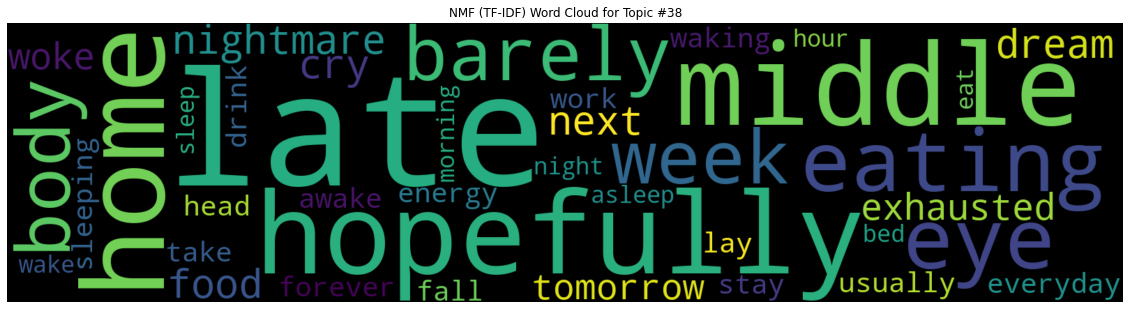 NMF (TF-IDF) Word Cloud for Topic #38
woke
home
nightmare
cry
barely
waking
hour
dream
body
sleeping
sleep
drink
late
morning
work
next
middle
eat
week
eating
night
head
awake
energy
asleep
hopefully
exhausted
bed
eye
lay
wake
take
food
forever
fall
tomorrow
stay
usually
everyday